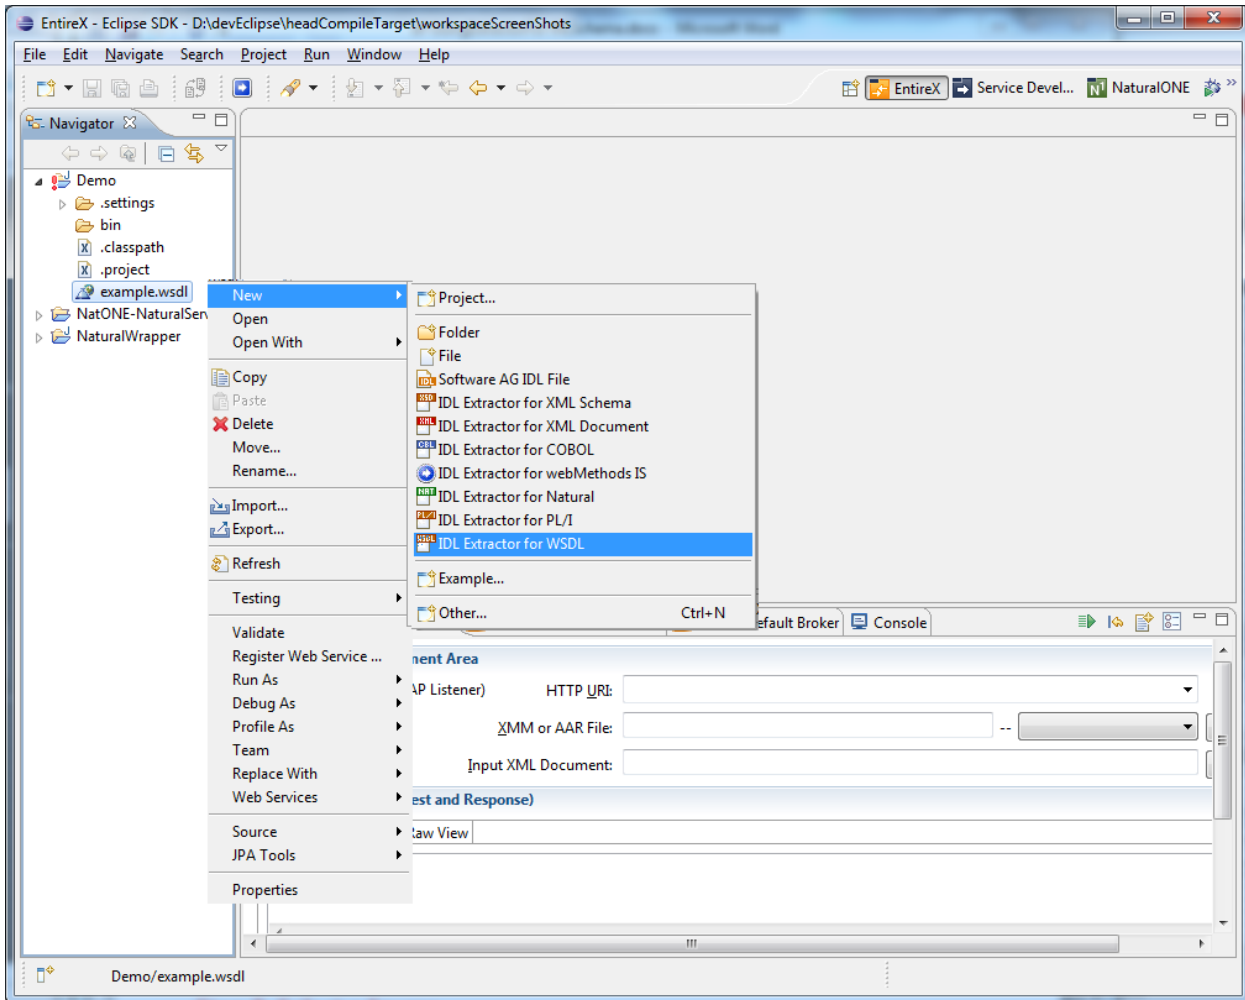 EntireX - Eclipse SDK - D:\devEclipse\headCompileTarget\workspaceScreenShots
File Edit Navigate Search Project Run Window Help
EntireX Service Devel... NaturalONE
Navigator
Demo
.settings
bin
.classpath
.project
example.wsdl
NatONE-NaturalSer
NaturalWrapper
New
Open
Open With
Copy
Paste
Delete
Move...
Rename...
Import...
Export...
Refresh
Testing
Validate
Register Web Service ...
Run As
Debug As
Profile As
Team
Replace With
Web Services
Source
JPA Tools
Properties
Project...
Folder
File
Software AG IDL File
IDL Extractor for XML Schema
IDL Extractor for XML Document
IDL Extractor for COBOL
IDL Extractor for webMethods IS
IDL Extractor for Natural
IDL Extractor for PL/I
IDL Extractor for WSDL
Example...
Other... Ctrl+N
efault Broker Console
ment Area
AP Listener) HTTP URI:
XMM or AAR File: --
Input XML Document:
est and Response)
Raw View
Demo/example.wsdl